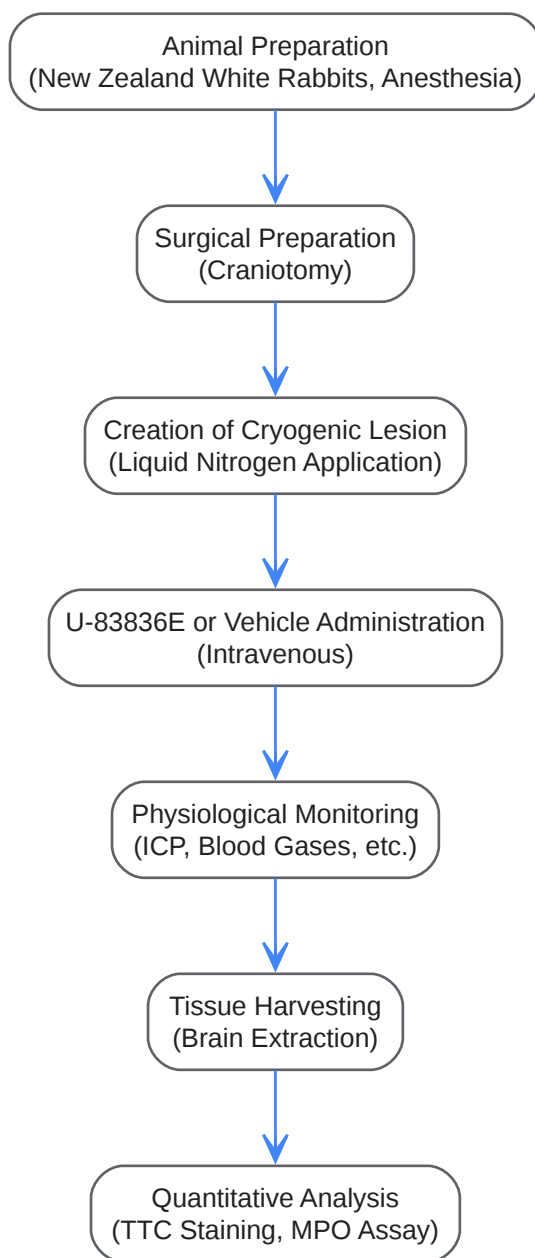 Animal Preparation
(New Zealand White Rabbits, Anesthesia)
Surgical Preparation
(Craniotomy)
Creation of Cryogenic Lesion
(Liquid Nitrogen Application)
U-83836E or Vehicle Administration
(Intravenous)
Physiological Monitoring
(ICP, Blood Gases, etc.)
Tissue Harvesting
(Brain Extraction)
Quantitative Analysis
(TTC Staining, MPO Assay)